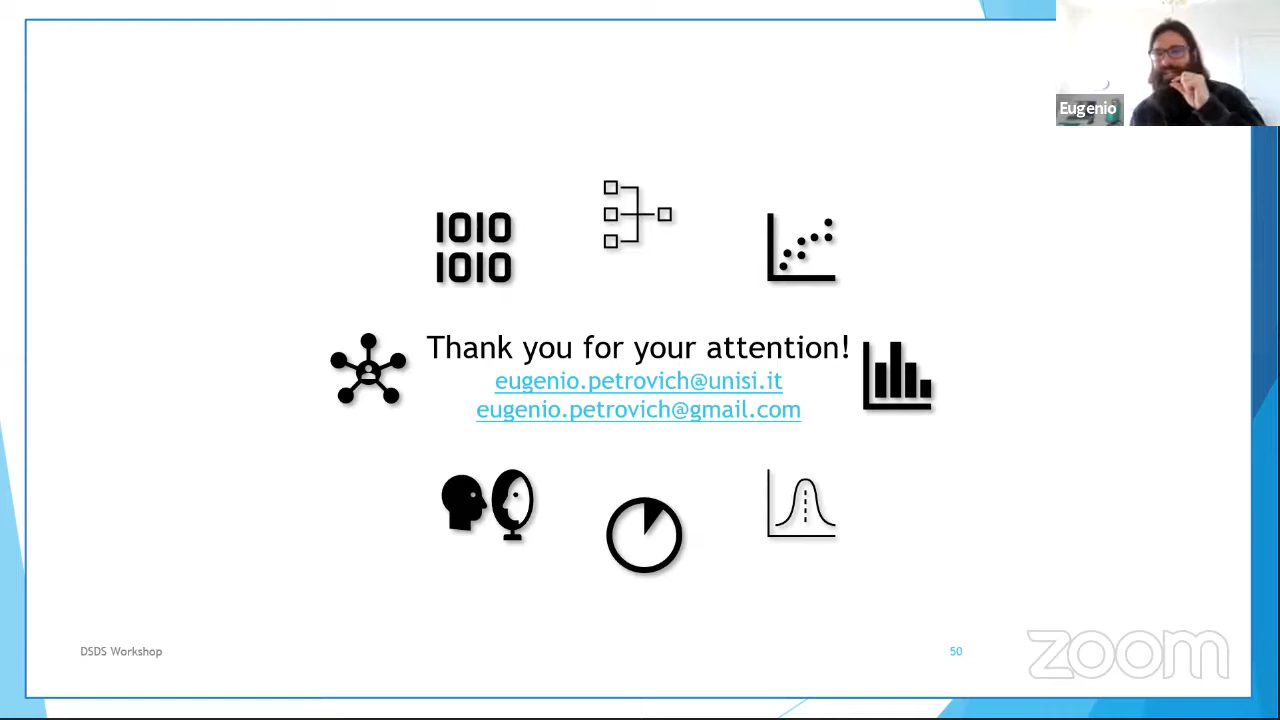 Eugenio
1010
1010
Thank you for your attention!
eugenio.petrovich@unisi.it
eugenio.petrovich@gmail.com
DSDS Workshop
50
zoom